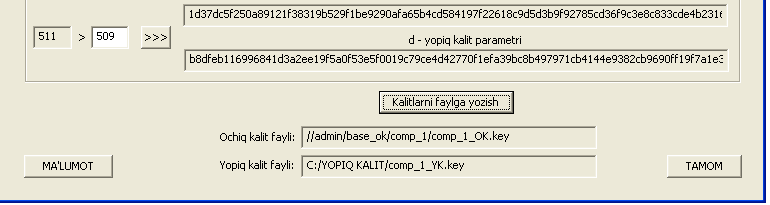 1d37dc5f250a89121f38319b529f1be9290afa65b4cd584197f22618c9d5d3b9f92785cd36f9c3e8c833cde4b231
511 > 509 >>>
d - yopiq kalit parametri
b8dfeb116996841d3a2ee19f5a0f53e5f0019c79ce4d42770f1efa39bc8b497971cb4144e9382cb9690ff19f7a1e3
Kalitlarni faylga yozish
Ochiq kalit fayli: //admin/base_ok/comp_1/comp_1_OK.key
MA'LUMOT Yopiq kalit fayli: C:/YOPIQ KALIT/comp_1_YK.key TAMOM